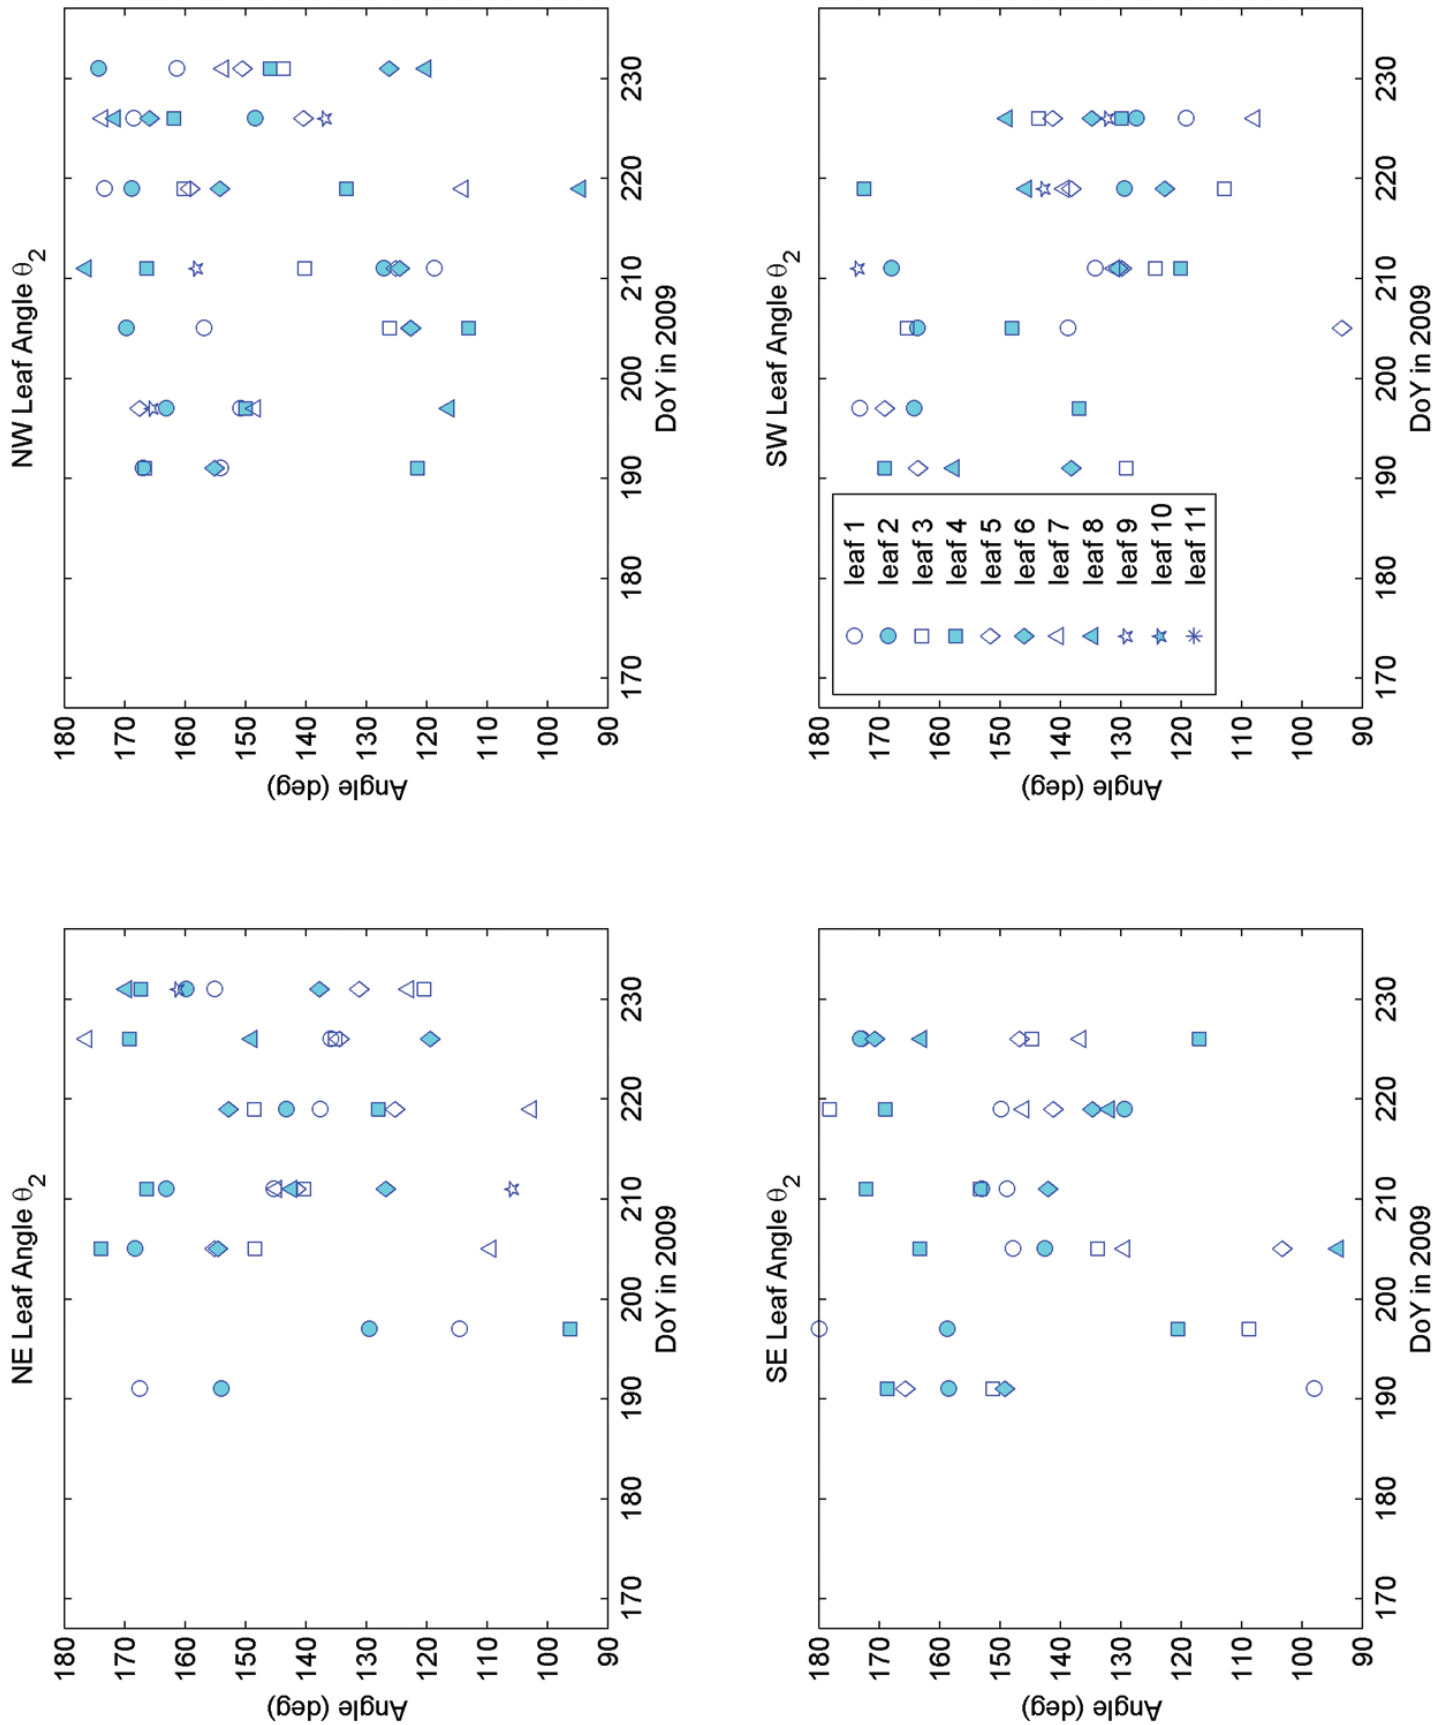 NE Leaf Angle θ2
180
170
160
150
140
130
120
110
100
90
Angle (deg)
170 180 190 200 210 220 230
DoY in 2009
NW Leaf Angle θ2
180
170
160
150
140
130
120
110
100
90
Angle (deg)
170 180 190 200 210 220 230
DoY in 2009
SE Leaf Angle θ2
180
170
160
150
140
130
120
110
100
90
Angle (deg)
170 180 190 200 210 220 230
DoY in 2009
SW Leaf Angle θ2
180
170
160
150
140
130
120
110
100
90
Angle (deg)
leaf 1
leaf 2
leaf 3
leaf 4
leaf 5
leaf 6
leaf 7
leaf 8
leaf 9
leaf 10
leaf 11
170 180 190 200 210 220 230
DoY in 2009